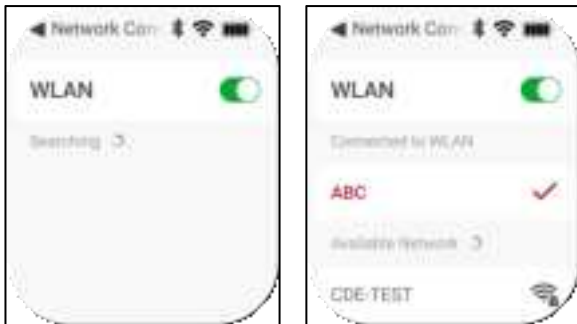 Network Con
WLAN
Searching
Network Con
WLAN
Connected to WLAN
ABC
Available Network
CDE-TEST